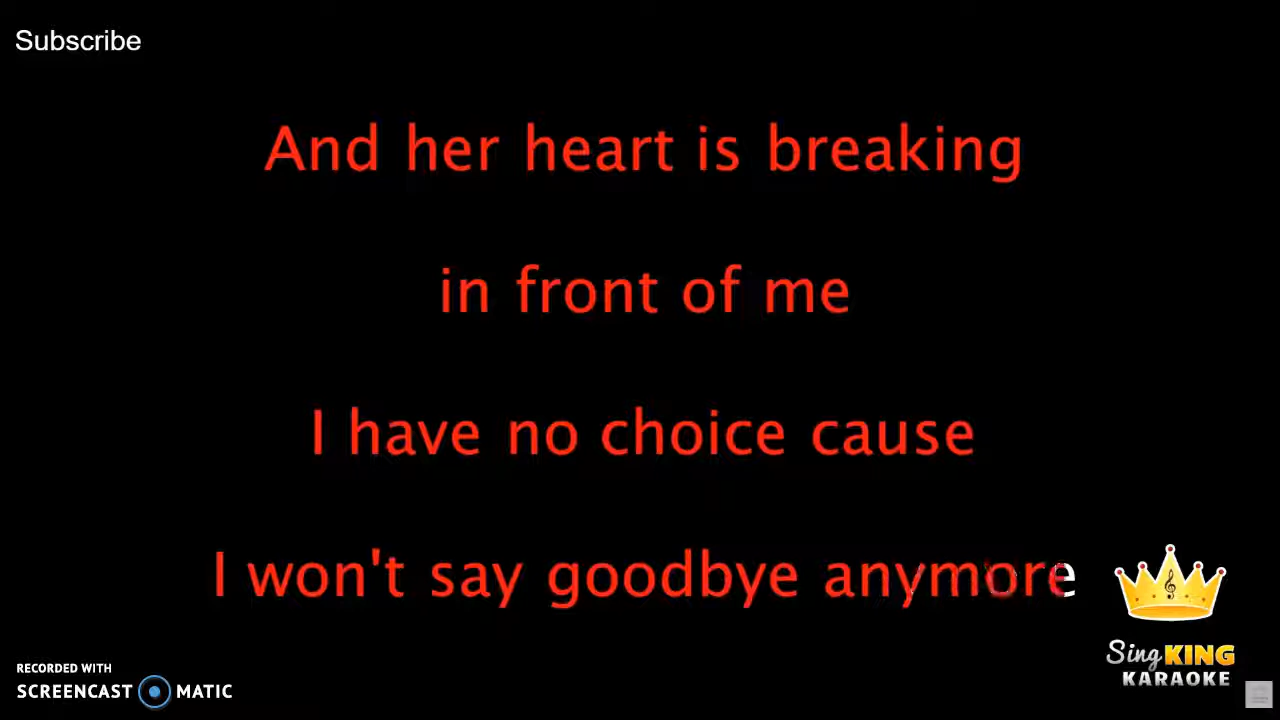 Subscribe
And her heart is breaking
in front of me
I have no choice cause
I won't say goodbye anymore
Sing KING
KARAOKE
RECORDED WITH
SCREENCAST MATIC